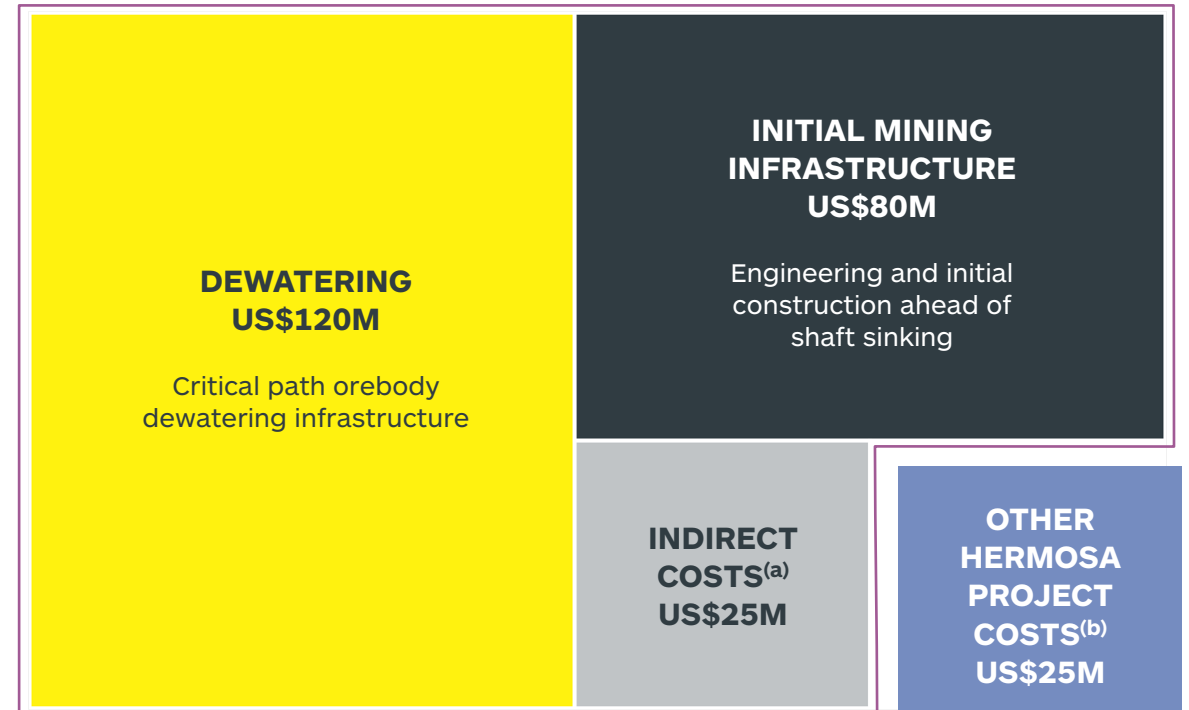 DEWATERING
US$120M
Critical path orebody
dewatering infrastructure
INITIAL MINING
INFRASTRUCTURE
US$80M
Engineering and initial
construction ahead of
shaft sinking
INDIRECT
COSTS(a)
US$25M
OTHER
HERMOSA
PROJECT
COSTS(b)
US$25M